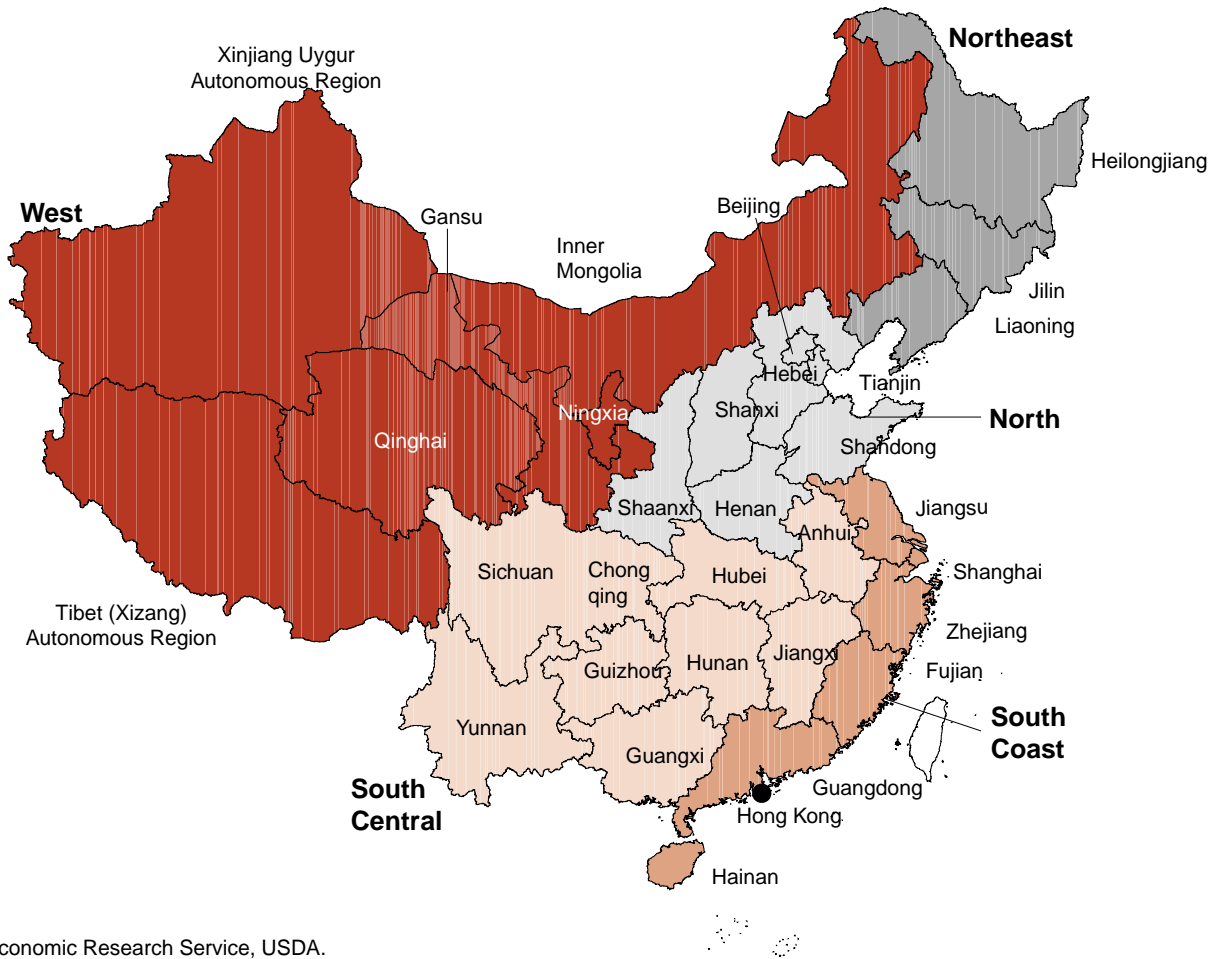 Northeast
Xinjiang Uygur
Autonomous Region
Heilongjiang
West
Gansu
Beijing
Inner
Mongolia
Jilin
Liaoning
Hebei
Tianjin
Ningxia
Shanxi
North
Qinghai
Shandong
Shaanxi
Henan
Jiangsu
Anhui
Sichuan
Chong
qing
Hubei
Shanghai
Tibet (Xizang)
Autonomous Region
Zhejiang
Guizhou
Hunan
Jiangxi
Fujian
Yunnan
South
Coast
Guangxi
South
Central
Guangdong
Hong Kong
Hainan
conomic Research Service, USDA.